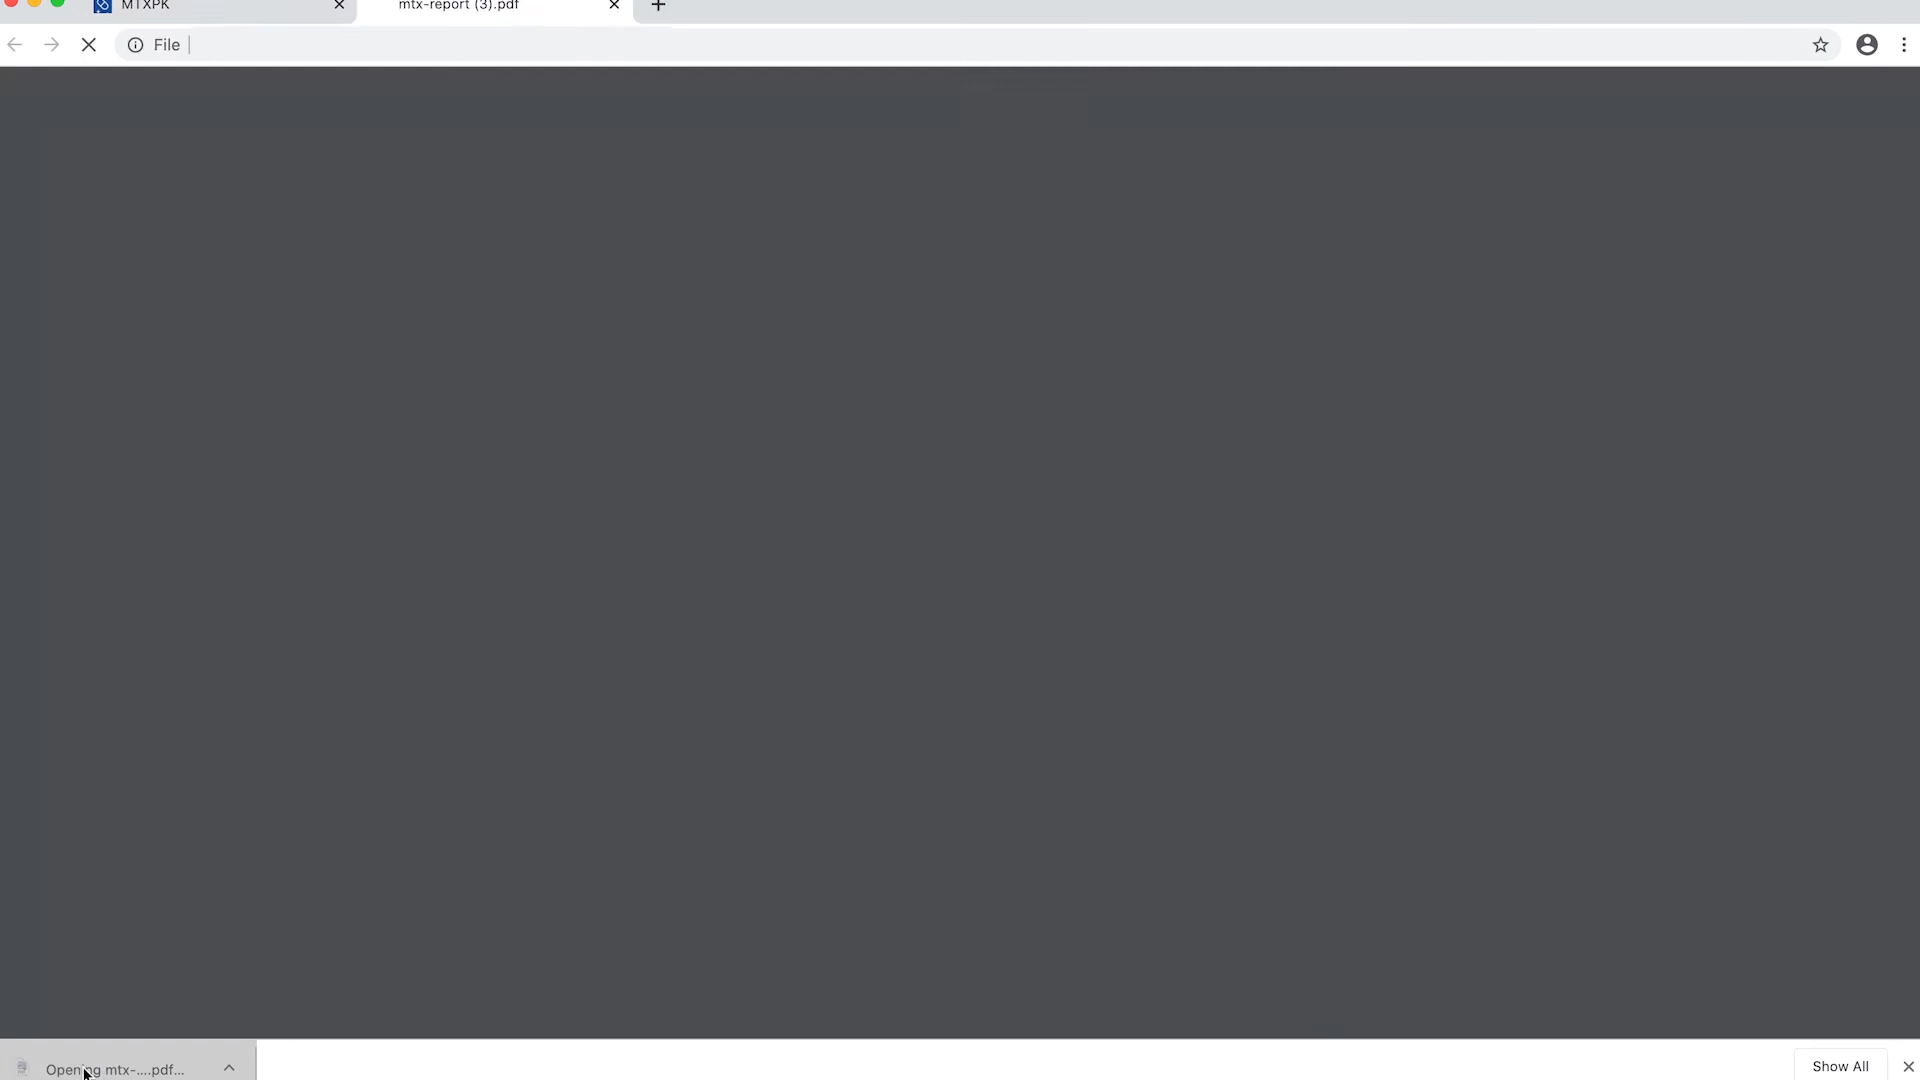 MTXPK
mtx-report (3).pdf
File
Opening mtx-....pdf...
Show All